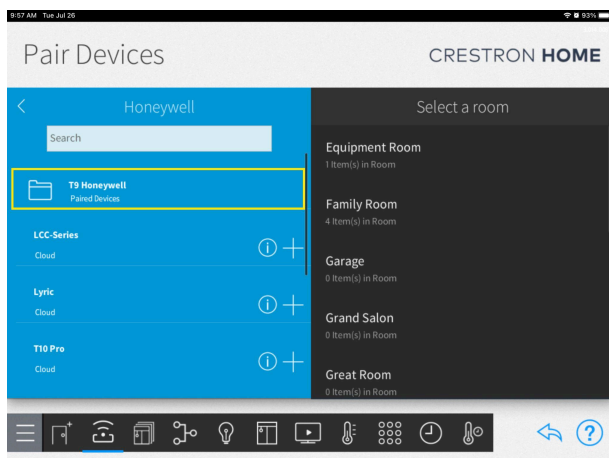 9:57 AM Tue Jul 26
93%
Pair Devices
CRESTRON HOME
Honeywell
Search
T9 Honeywell
Paired Devices
LCC-Series
Cloud
Lyric
Cloud
T10 Pro
Cloud
Select a room
Equipment Room
1 Item(s) in Room
Family Room
4 Item(s) in Room
Garage
0 Item(s) in Room
Grand Salon
0 Item(s) in Room
Great Room
0 Item(s) in Room